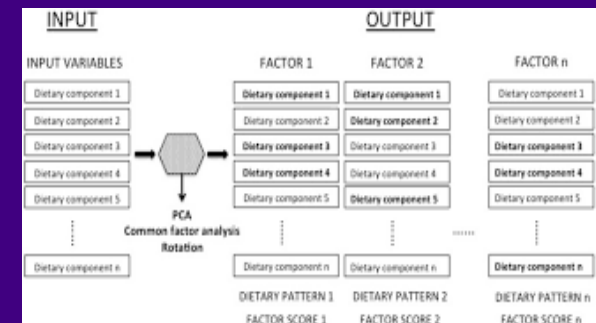 INPUT OUTPUT
INPUT VARIABLES FACTOR 1 FACTOR 2 FACTOR n
Dietary component 1 Dietary component 1 Dietary component 1 Dietary component 1
Dietary component 2 Dietary component 2 Dietary component 2 Dietary component 2
Dietary component 3 Dietary component 3 Dietary component 3 Dietary component 3
Dietary component 4 Dietary component 4 Dietary component 4 Dietary component 4
Dietary component 5 Dietary component 5 Dietary component 5 Dietary component 5
PCA
Common factor analysis
Rotation
Dietary component n Dietary component n Dietary component n Dietary component n
DIETARY PATTERN 1 DIETARY PATTERN 2 DIETARY PATTERN n
FACTOR SCORE 1 FACTOR SCORE 2 FACTOR SCORE n